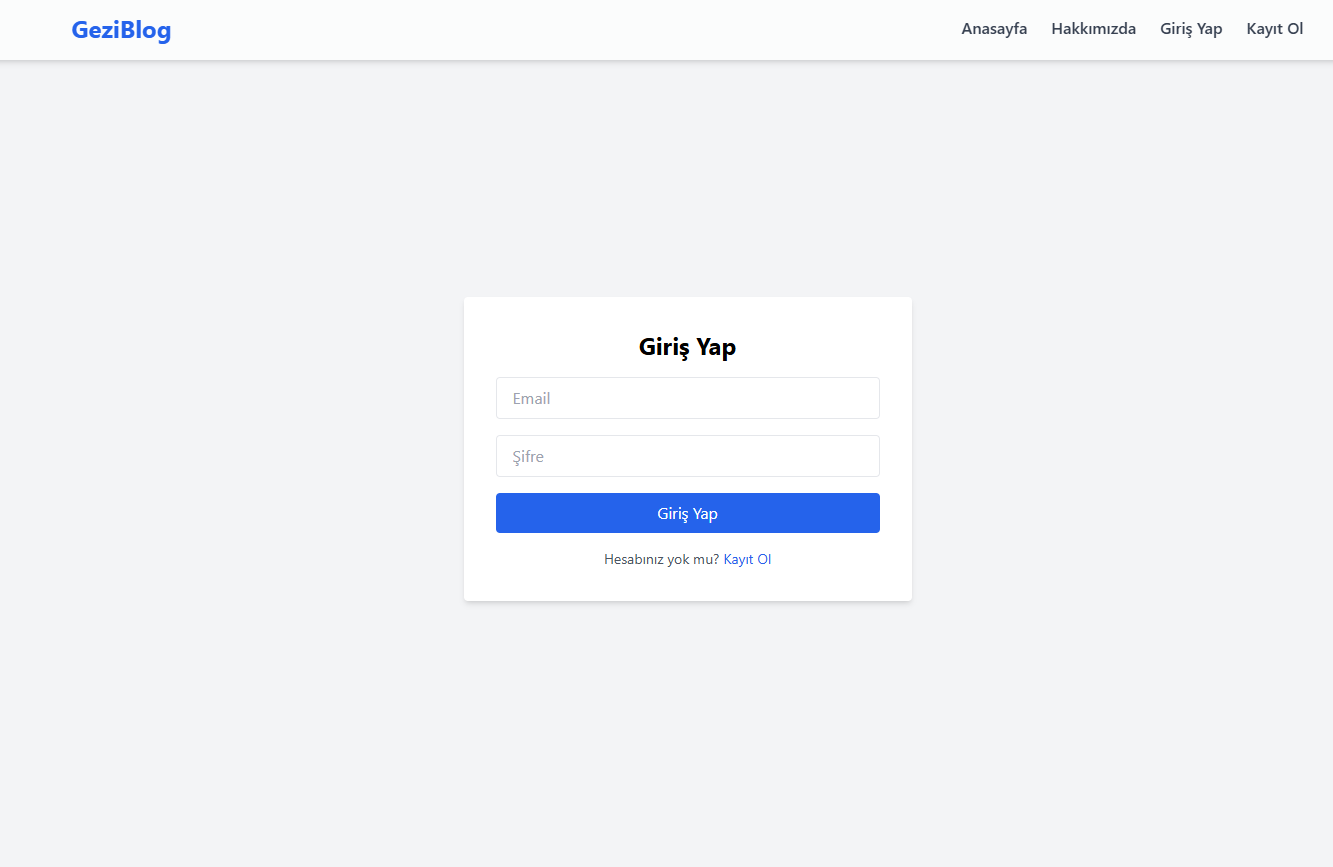 GeziBlog Anasayfa Hakkımızda Giriş Yap Kayıt Ol
Giriş Yap
Email
Şifre
Giriş Yap
Hesabınız yok mu? Kayıt Ol